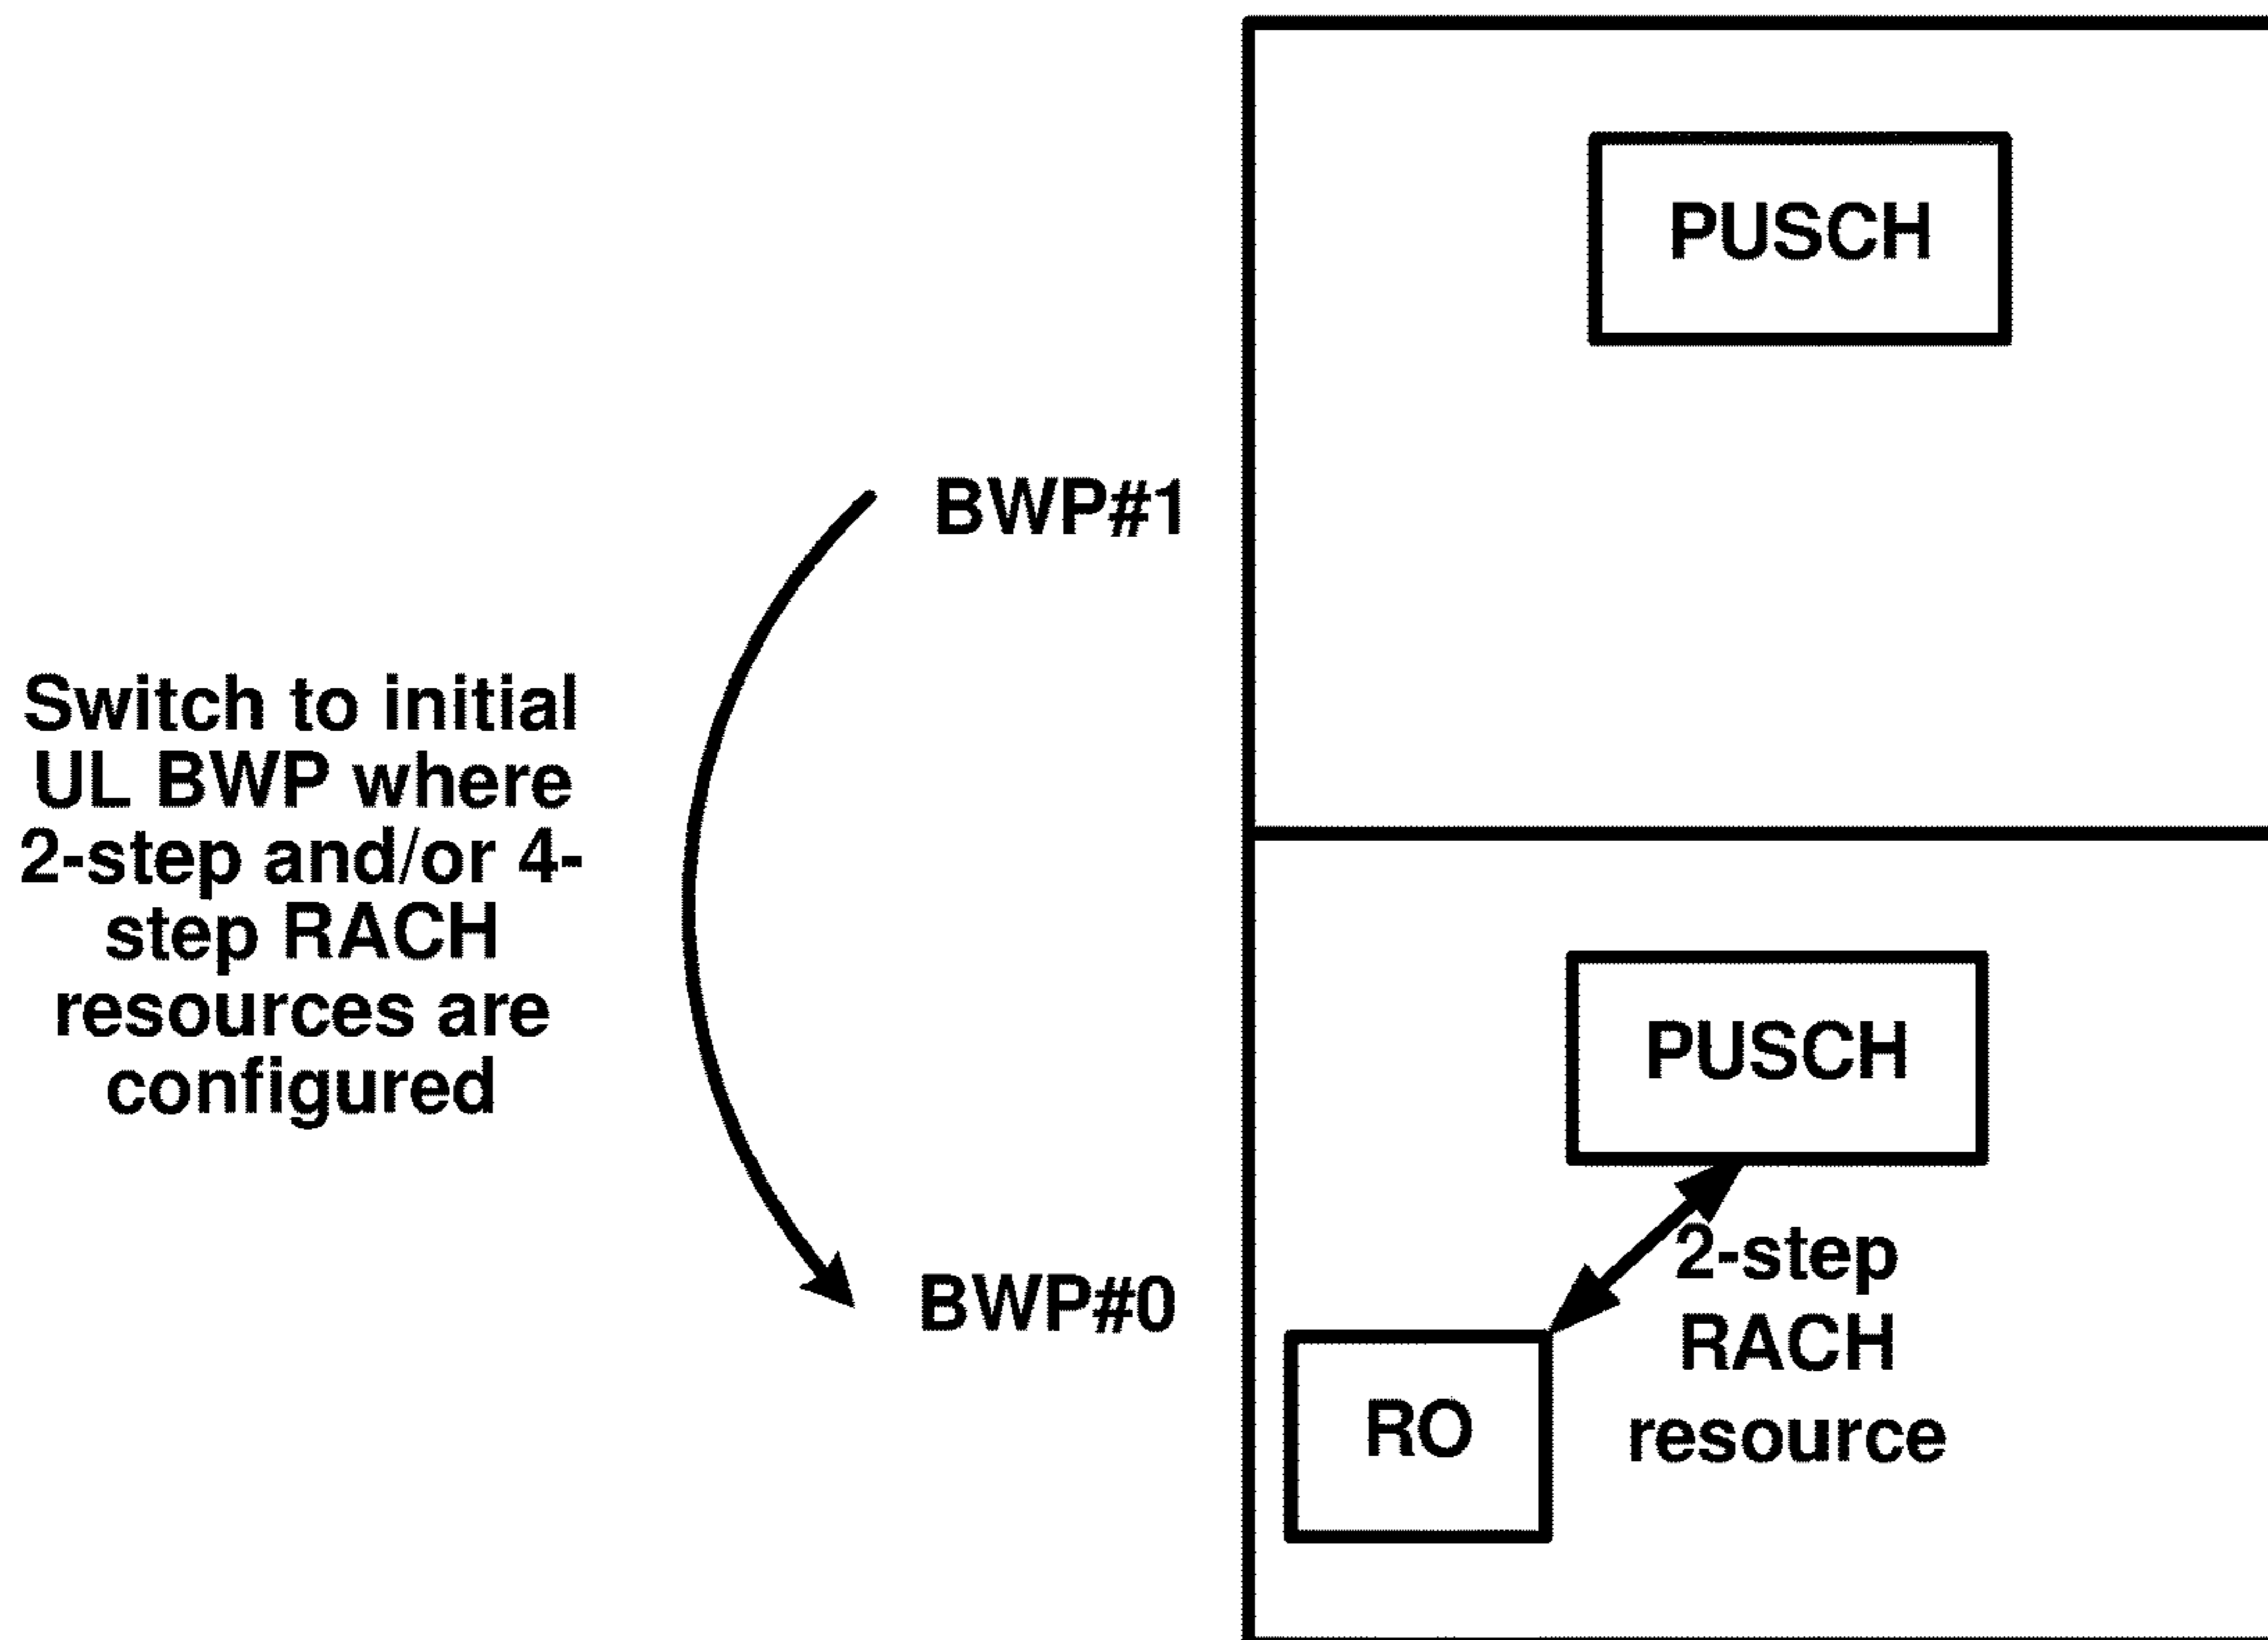 PUSCH
BWP#1
Switch to initial
UL BWP where
2-step and/or 4-
step RACH
resources are
configured
PUSCH
2-step
RACH
resource
BWP#0
RO